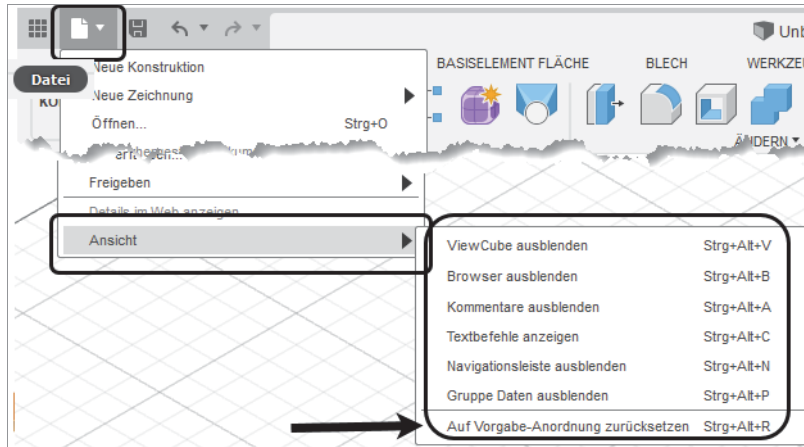 Unb
Datei
Neue Konstruktion
Neue Zeichnung
Öffnen... Strg+O
Freigeben
Details im Web anzeigen
Ansicht
BASISELEMENT FLÄCHE BLECH WERKZEU
ÄNDERN
ViewCube ausblenden Strg+Alt+V
Browser ausblenden Strg+Alt+B
Kommentare ausblenden Strg+Alt+A
Textbefehle anzeigen Strg+Alt+C
Navigationsleiste ausblenden Strg+Alt+N
Gruppe Daten ausblenden Strg+Alt+P
Auf Vorgabe-Anordnung zurücksetzen Strg+Alt+R